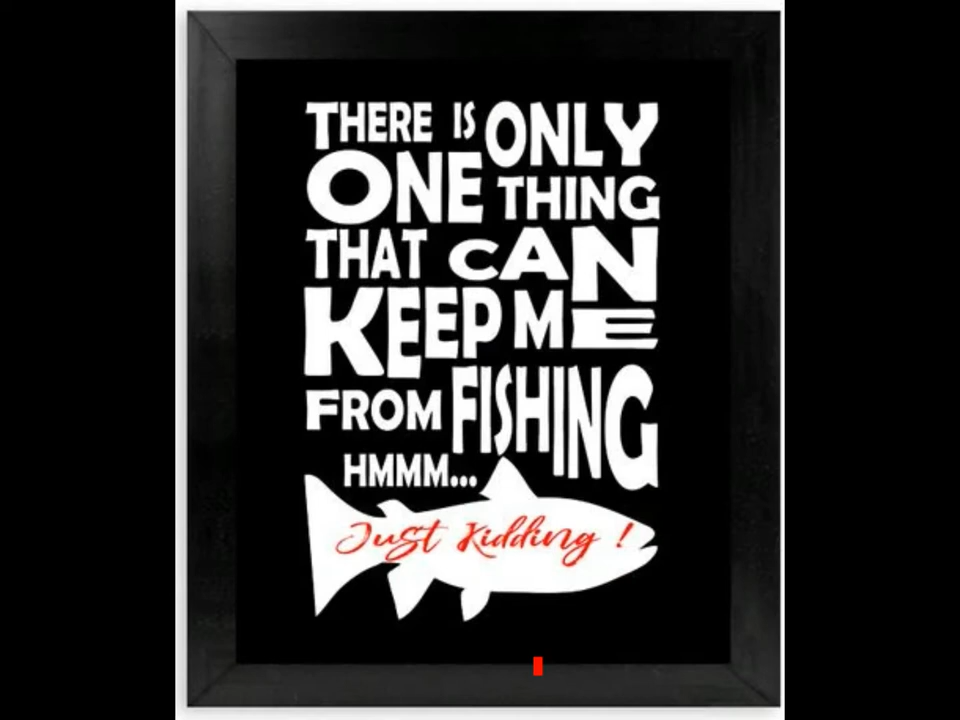 THERE IS ONLY
ONE THING
THAT CAN
KEEP ME
FROM FISHING
HMMM...
Just Kidding !